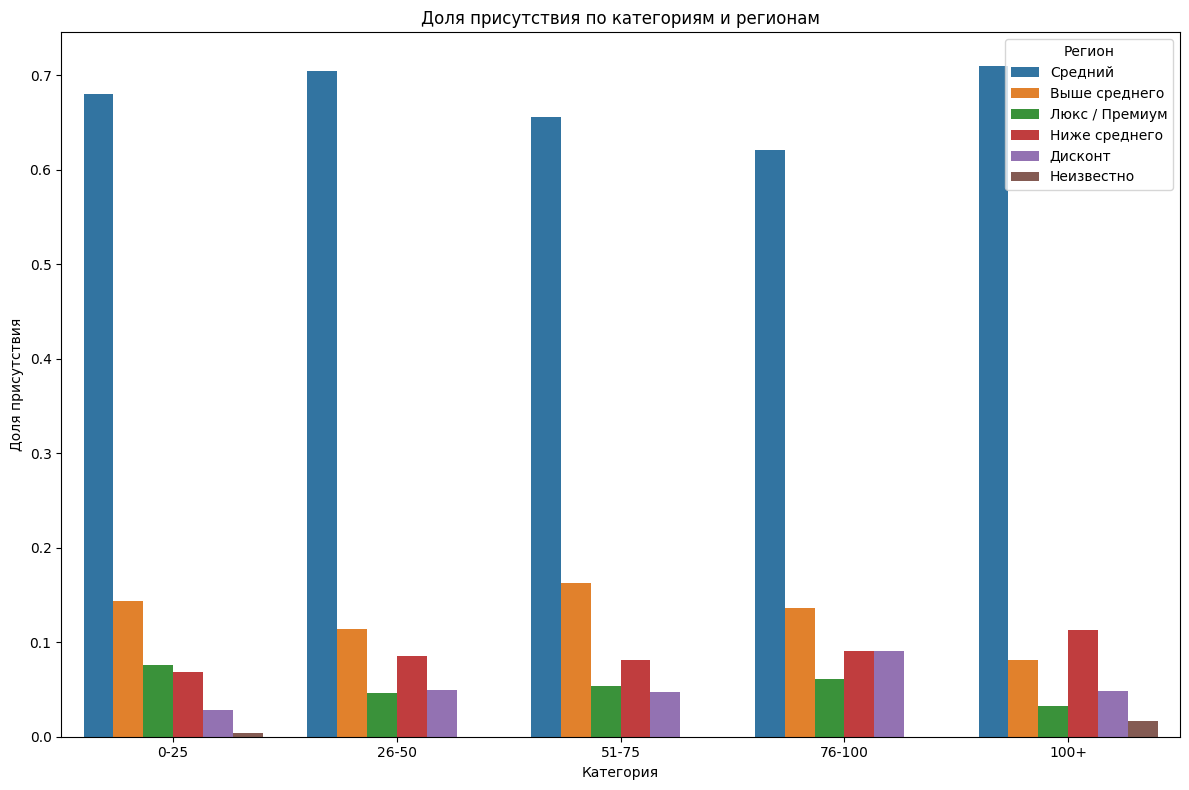 Доля присутствия по категориям и регионам
Регион
Средний
Выше среднего
Люкс / Премиум
Ниже среднего
Дисконт
Неизвестно
Доля присутствия
0.7
0.6
0.5
0.4
0.3
0.2
0.1
0.0
0-25
26-50
51-75
76-100
100+
Категория